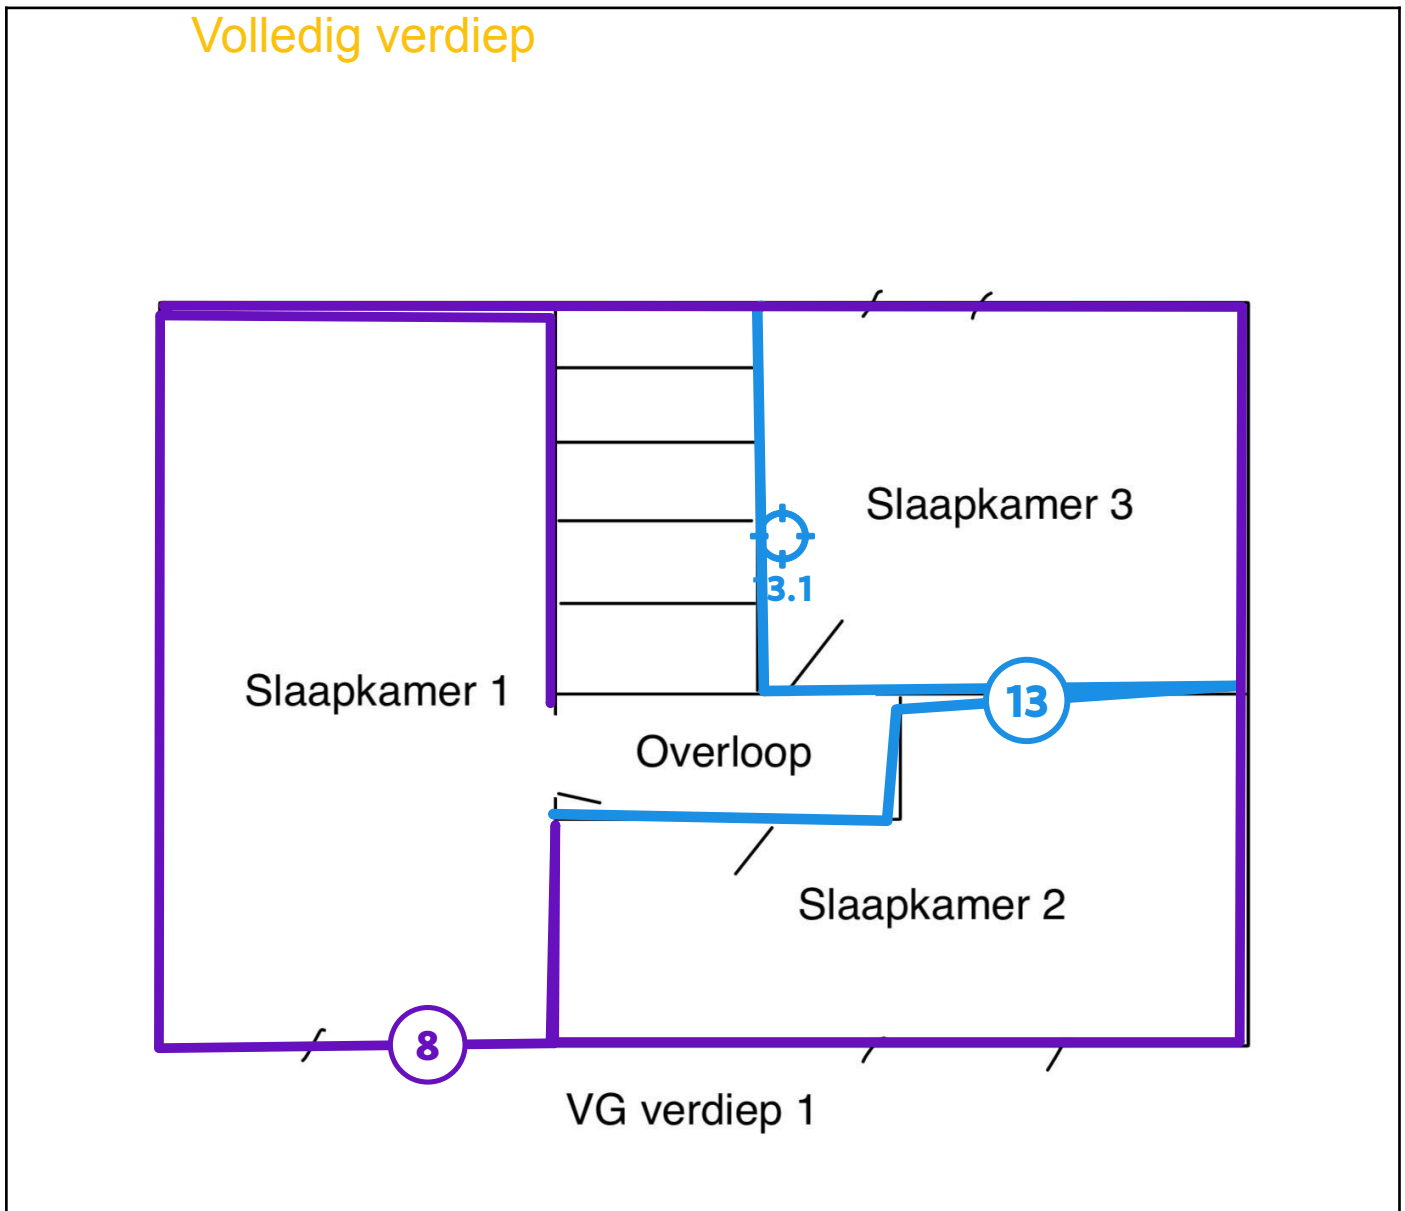 Volledig verdiep
Slaapkamer 3
3.1
Slaapkamer 1
13
Overloop
Slaapkamer 2
8
VG verdiep 1